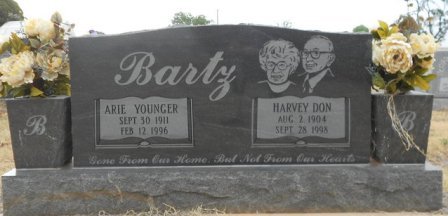 Bartz
ARIE YOUNGER
SEPT 30 1911
FEB 12 1996
HARVEY DON
AUG 2 1904
SEPT 28 1998
Gone From Our Home, But Not From Our Hearts
B
B